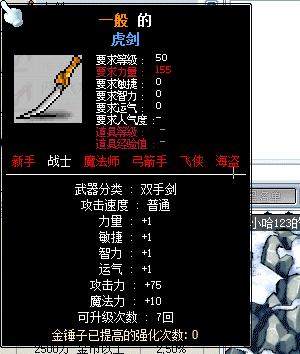 一般 的
虎剑
要求等级： 50
要求力量： 155
要求敏捷： 0
要求智力： 0
要求运气： 0
要求人气度： -
道具等级： -
道具经验值： -
新手 战士 魔法师 弓箭手 飞侠 海盗
武器分类 : 双手剑
攻击速度 : 普通
力量 : +1
敏捷 : +1
智力 : +1
运气 : +1
攻击力 : +75
魔法力 : +10
可升级次数 : 7回
金锤子已提高的强化次数: 0
小哈123的